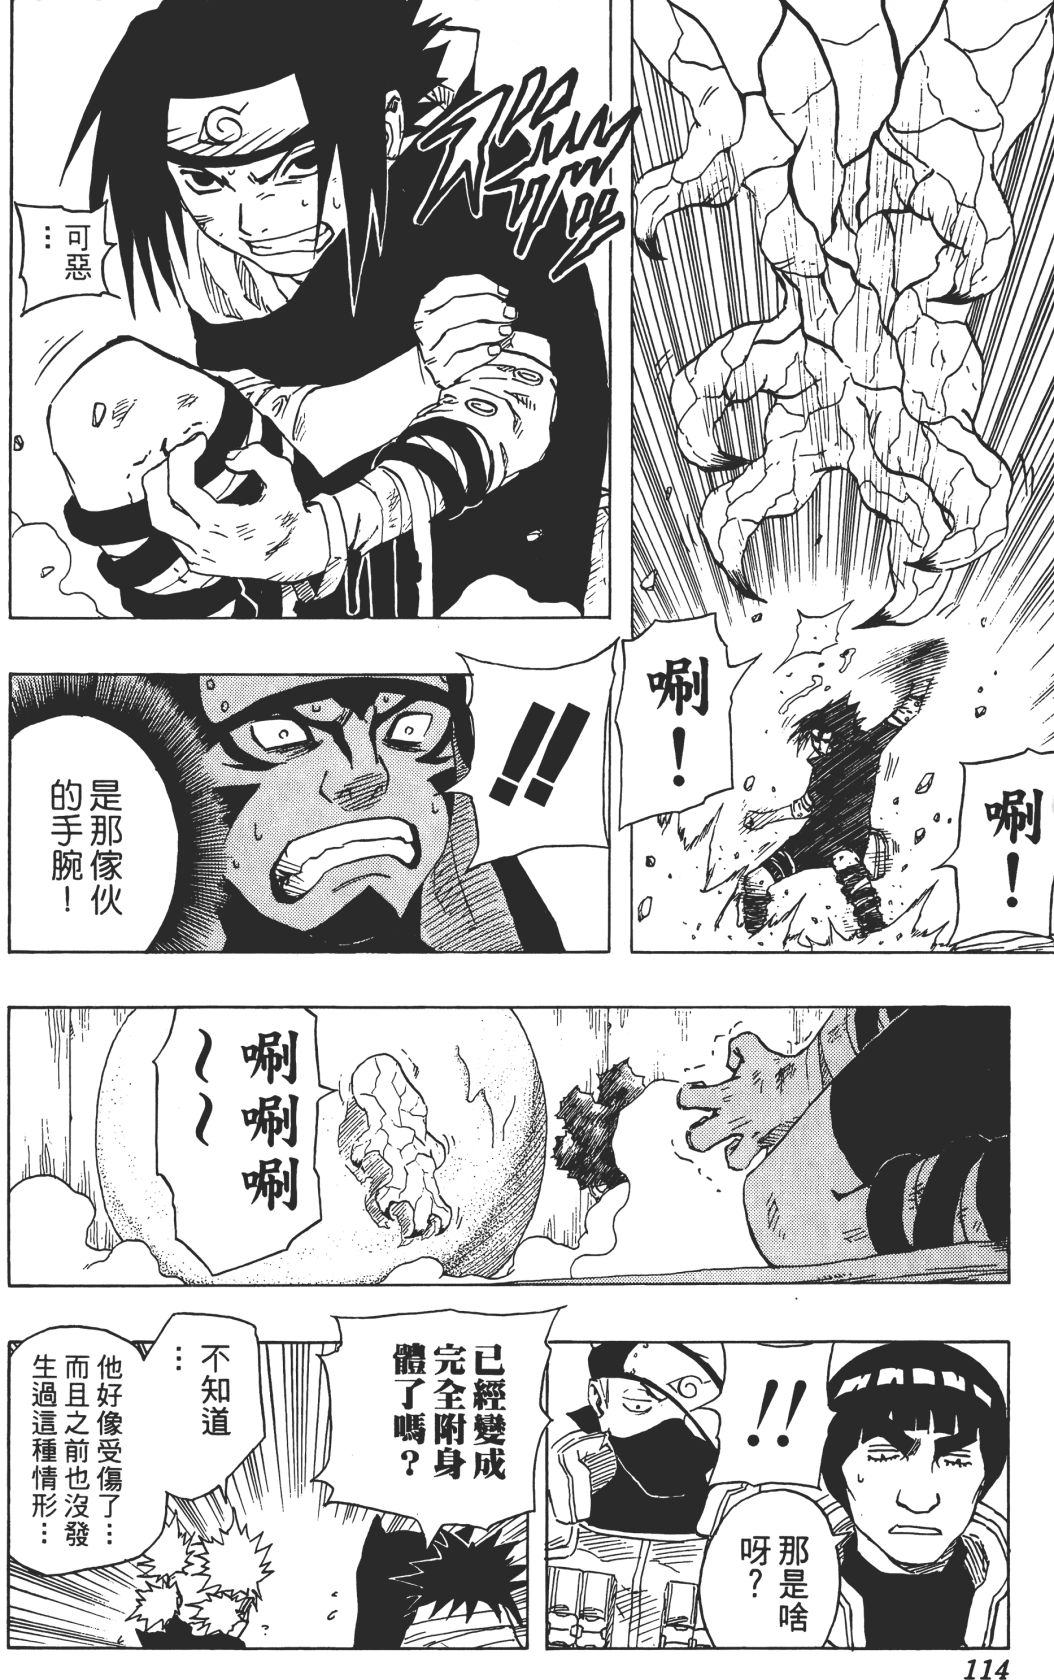 唰！
唰！
可惡
…
!!
是那傢伙
的手腕！
唰唰唰
～～
!!
那是啥
呀？
已經變成
完全附身
體了嗎？
不知道
…
他好像受傷了…
而且之前也沒發
生過這種情形…
114